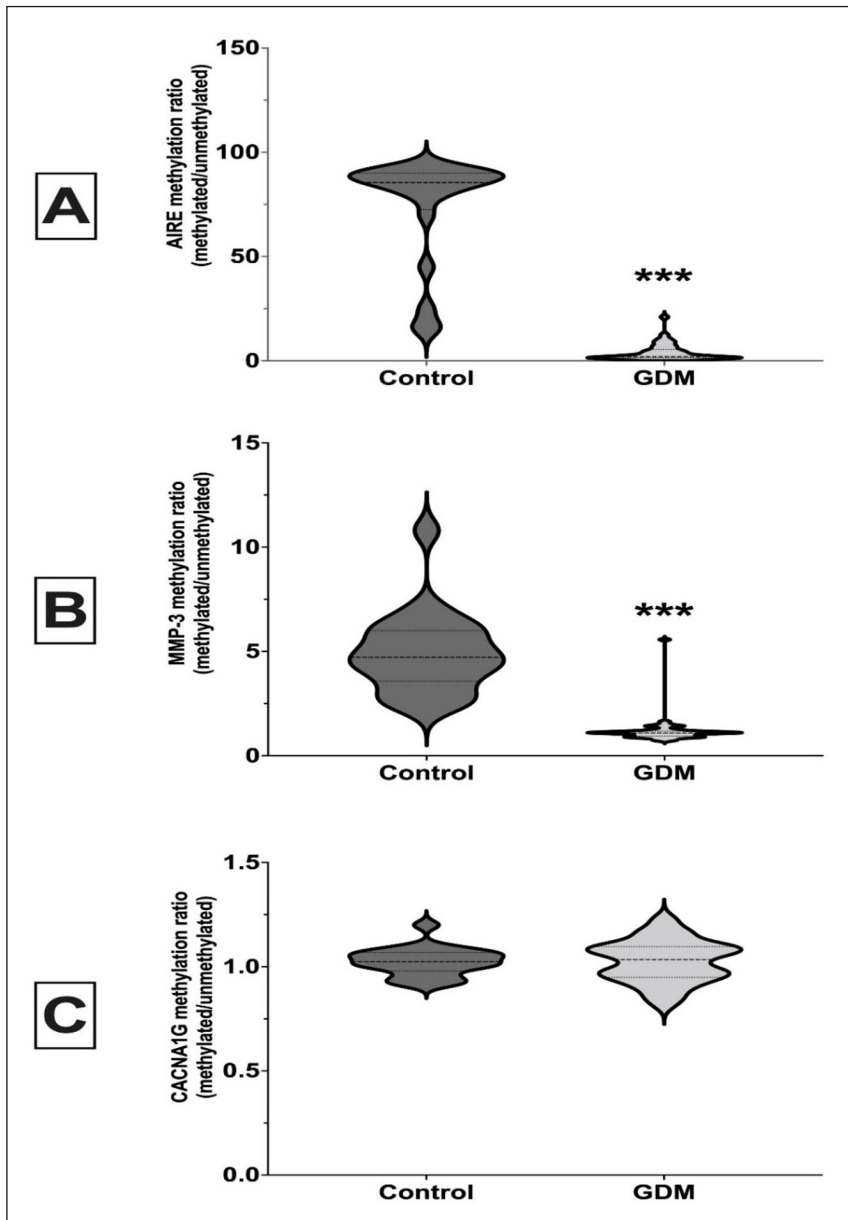 A
AIRE methylation ratio
(methylated/unmethylated)
150
100
50
0
***
Control GDM
B
MMP-3 methylation ratio
(methylated/unmethylated)
15
10
5
0
***
Control GDM
C
CACNA1G methylation ratio
(methylated/unmethylated)
1.5
1.0
0.5
0.0
Control GDM